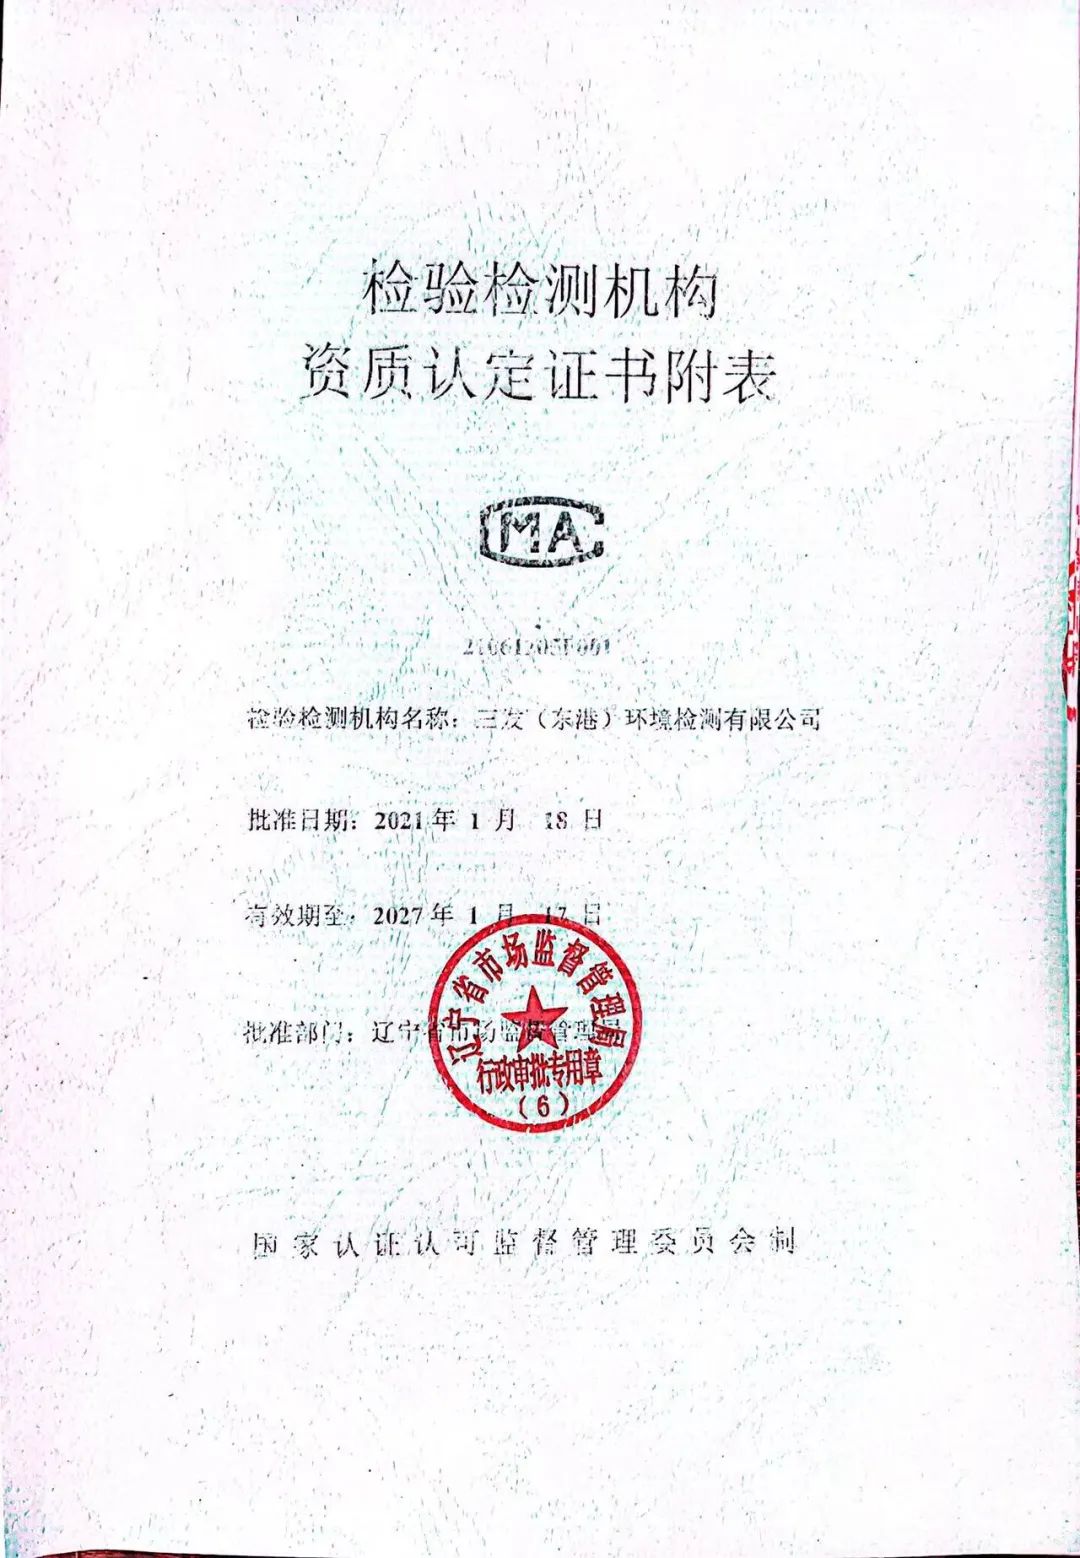 检验检测机构
资质认定证书附表
MA
检验检测机构名称：三发（东港）环境检测有限公司
批准日期：2021年 1 月 18 日
有效期至：2027年 1 月 17 日
批准部门：辽宁省市场监督管理局
辽宁省市场监督管理局
行政审批专用章
（6）
国家认证认可监督管理委员会制